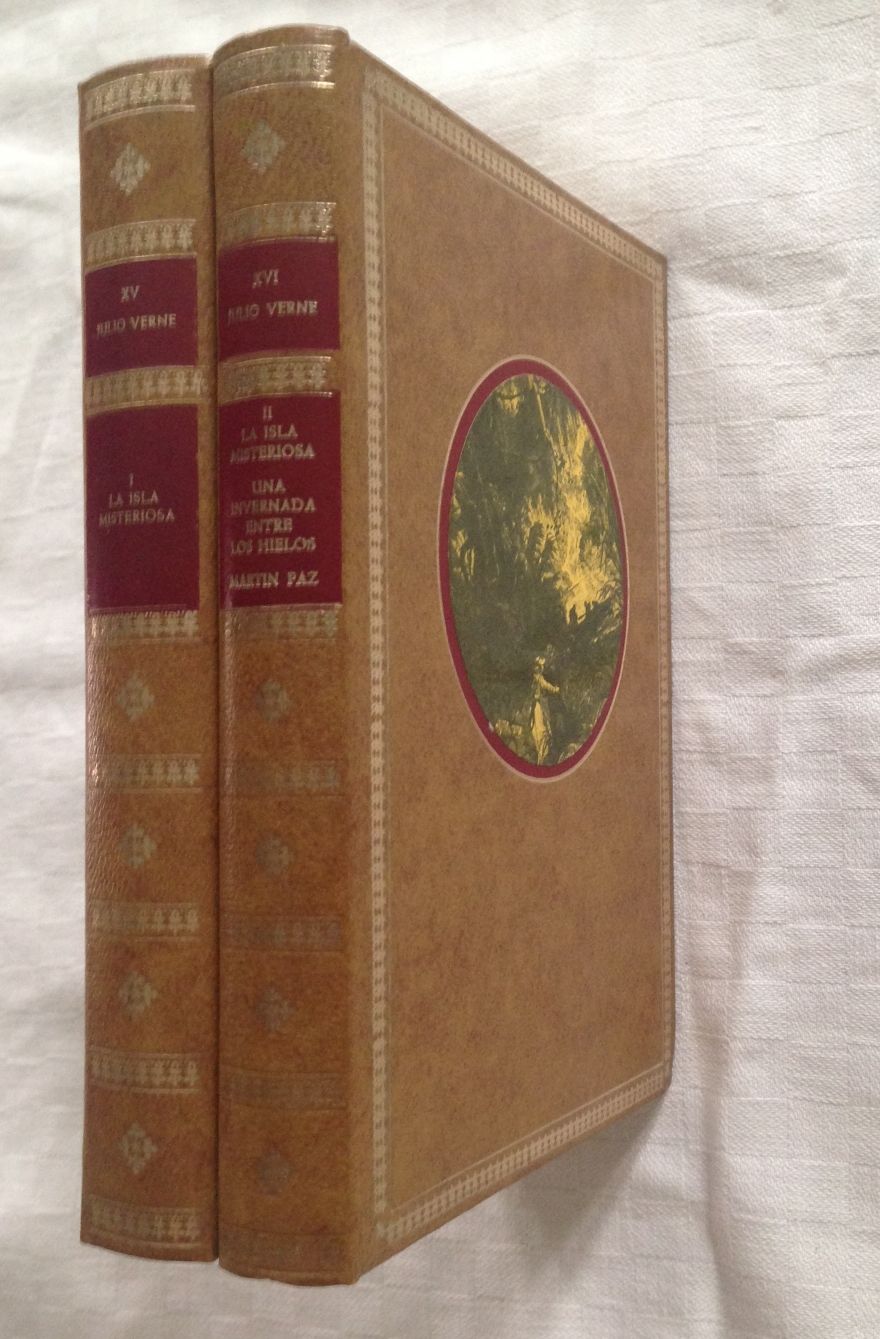 XV
JULIO VERNE
I
LA ISLA
MISTERIOSA
XVI
JULIO VERNE
II
LA ISLA
MISTERIOSA
UNA
INVERNADA
ENTRE
LOS HIELOS
MARTIN PAZ